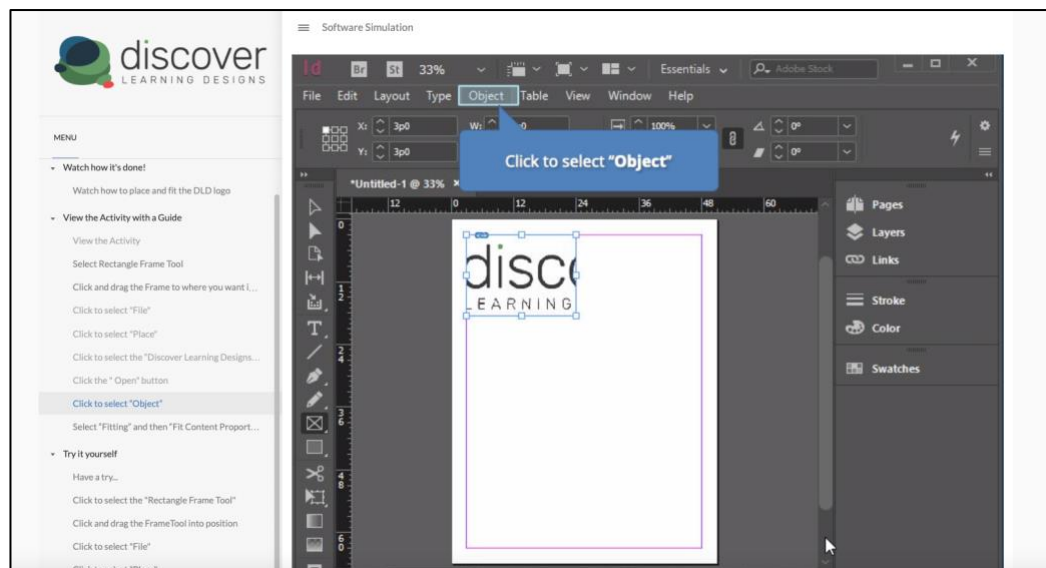 discover
LEARNING DESIGNS
MENU
Watch how it's done!
Watch how to place and fit the DLD logo
View the Activity with a Guide
View the Activity
Select Rectangle Frame Tool
Click and drag the Frame to where you want i...
Click to select "File"
Click to select "Place"
Click to select the "Discover Learning Designs...
Click the " Open" button
Click to select "Object"
Select "Fitting" and then "Fit Content Proport...
Try it yourself
Have a try...
Click to select the "Rectangle Frame Tool"
Click and drag the FrameTool into position
Click to select "File"
Software Simulation
Id Br St 33% Essentials Adobe Stock
File Edit Layout Type Object Table View Window Help
X: 3p0 W: 100% 0°
Y: 3p0 0°
Click to select "Object"
*Untitled-1 @ 33% ×
12 0 12 24 36 48 60
0
12
24
36
48
60
disc
LEARNING
Pages
Layers
Links
Stroke
Color
Swatches